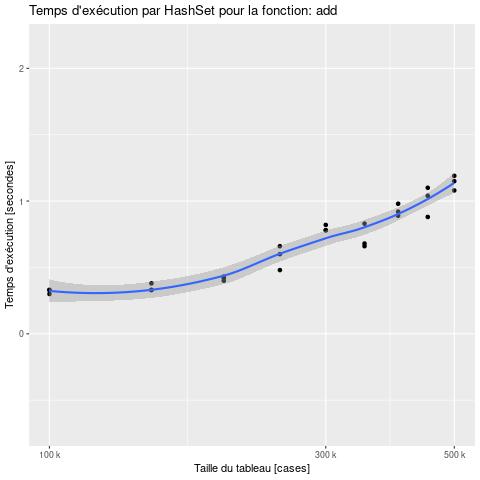 Temps d'exécution par HashSet pour la fonction: add
Temps d'exécution [secondes]
2
1
0
100 k
300 k
500 k
Taille du tableau [cases]